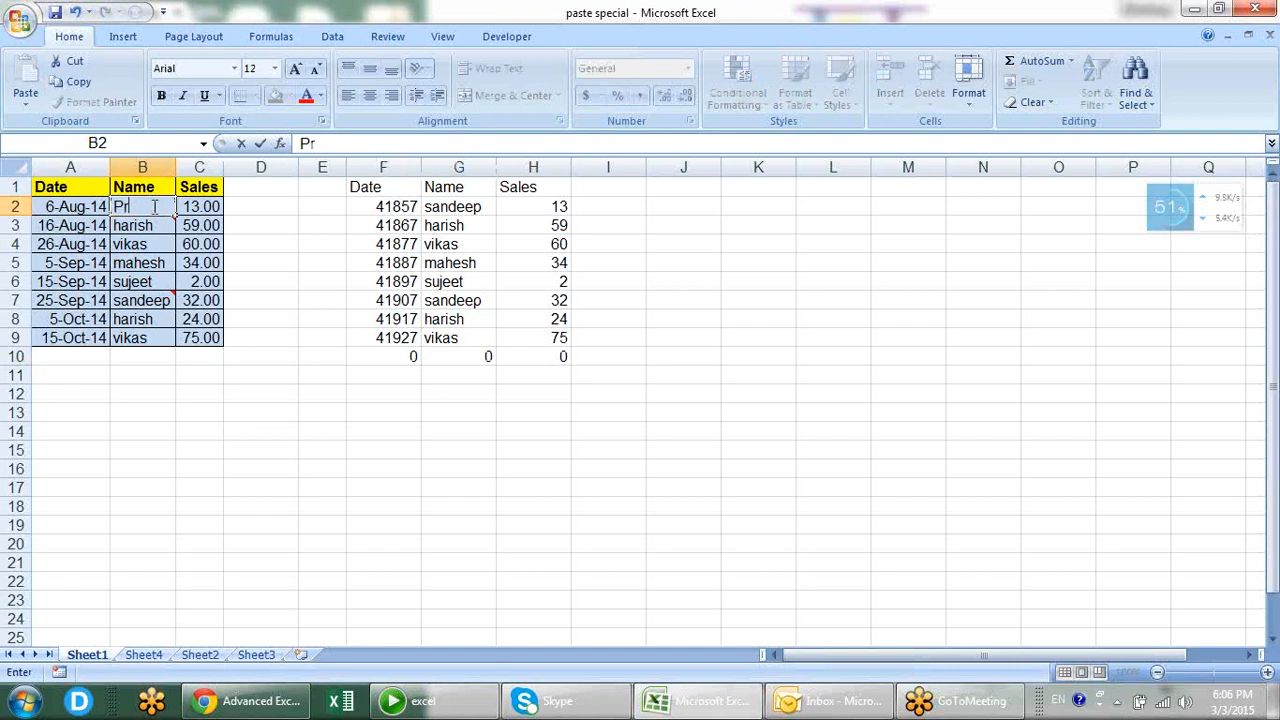 paste special - Microsoft Excel
Home Insert Page Layout Formulas Data Review View Developer
Paste Cut Copy Format Painter
Arial 12
B I U A
Wrap Text
Merge & Center
General
$ % ,
Conditional Formatting Format as Table Cell Styles
Insert Delete Format
AutoSum Fill Clear
Sort & Filter Find & Select
Clipboard Font Alignment Number Styles Cells Editing
B2 fx Pr
A B C D E F G H I J K L M N O P Q
1 Date Name Sales Date Name Sales
2 6-Aug-14 Pr 13.00 41857 sandeep 13
3 16-Aug-14 harish 59.00 41867 harish 59
4 26-Aug-14 vikas 60.00 41877 vikas 60
5 5-Sep-14 mahesh 34.00 41887 mahesh 34
6 15-Sep-14 sujeet 2.00 41897 sujeet 2
7 25-Sep-14 sandeep 32.00 41907 sandeep 32
8 5-Oct-14 harish 24.00 41917 harish 24
9 15-Oct-14 vikas 75.00 41927 vikas 75
10 0 0 0
11
12
13
14
15
16
17
18
19
20
21
22
23
24
25
51%
9.8K/s
5.4K/s
Sheet1 Sheet4 Sheet2 Sheet3
Enter
Advanced Exc... excel Skype Microsoft Ex... Inbox - Micro... GoToMeeting
EN
6:06 PM
3/3/2015